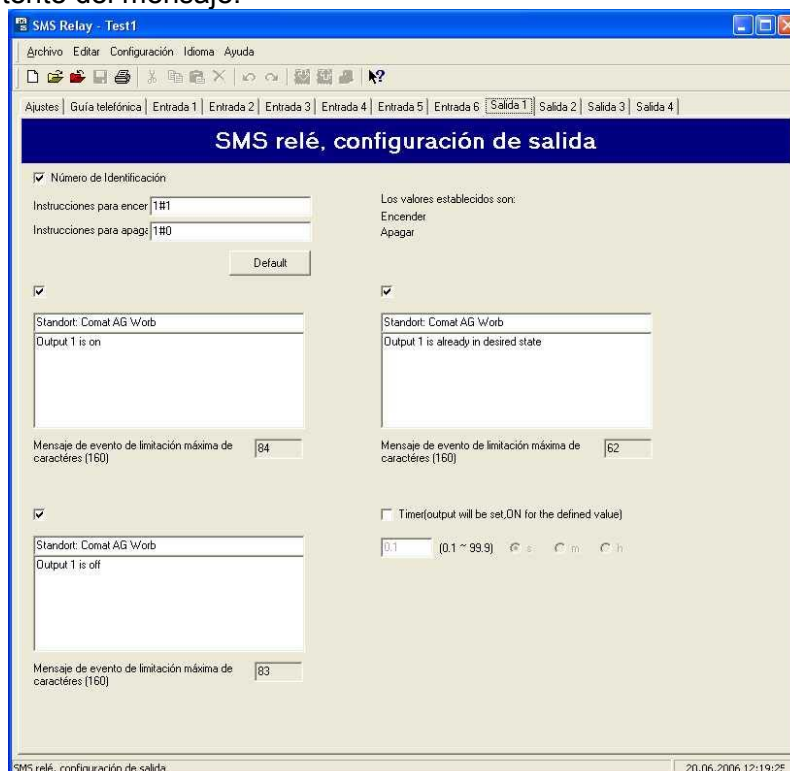 tento del mensaje.
SMS Relay - Test1
Archivo Editar Configuración Idioma Ayuda
Ajustes Guía telefónica Entrada 1 Entrada 2 Entrada 3 Entrada 4 Entrada 5 Entrada 6 Salida 1 Salida 2 Salida 3 Salida 4
SMS relé, configuración de salida
Número de Identificación
Instrucciones para encer 1#1
Instrucciones para apaga 1#0
Default
Los valores establecidos son:
Encender
Apagar
Standort: Comat AG Worb
Output 1 is on
Mensaje de evento de limitación máxima de
caractéres (160)
84
Standort: Comat AG Worb
Output 1 is already in desired state
Mensaje de evento de limitación máxima de
caractéres (160)
62
Standort: Comat AG Worb
Output 1 is off
Mensaje de evento de limitación máxima de
caractéres (160)
83
Timer(output will be set,ON for the defined value)
0.1 (0.1 ~ 99.9) s m h
SMS relé, configuración de salida
20.06.2006 12:19:25